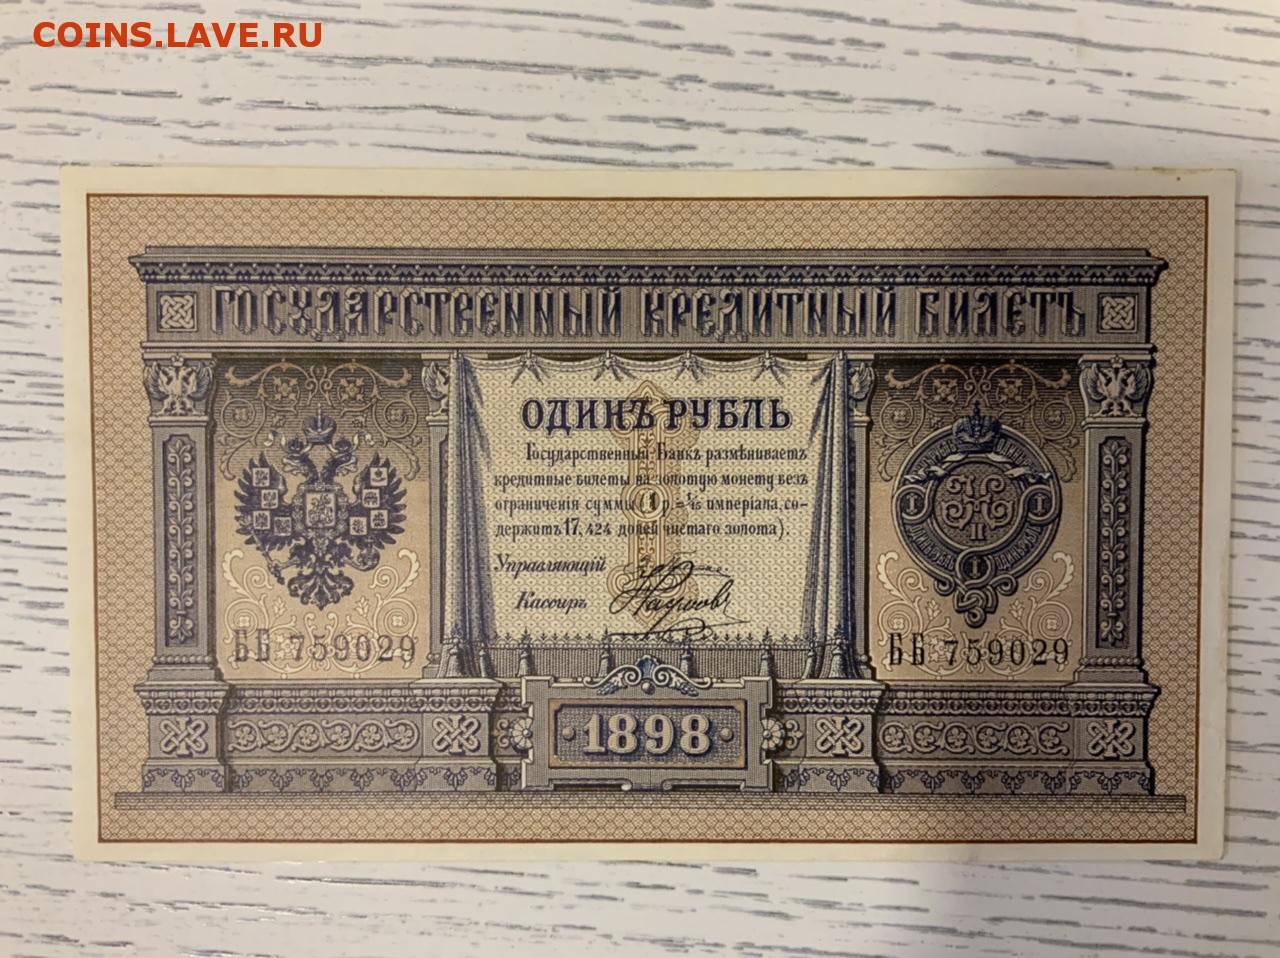 COINS.LAVE.RU
ГОСУДАРСТВЕННЫЙ КРЕДИТНЫЙ БИЛЕТЪ
ОДИНЪ РУБЛЬ
Государственный Банкъ размѣниваетъ
кредитные билеты на золотую монету безъ
ограниченія суммы (1 р. = 1/15 имперіала, со-
держитъ 17,424 долей чистаго золота).
Управляющій
Кассиръ
ББ 759029
ББ 759029
1898